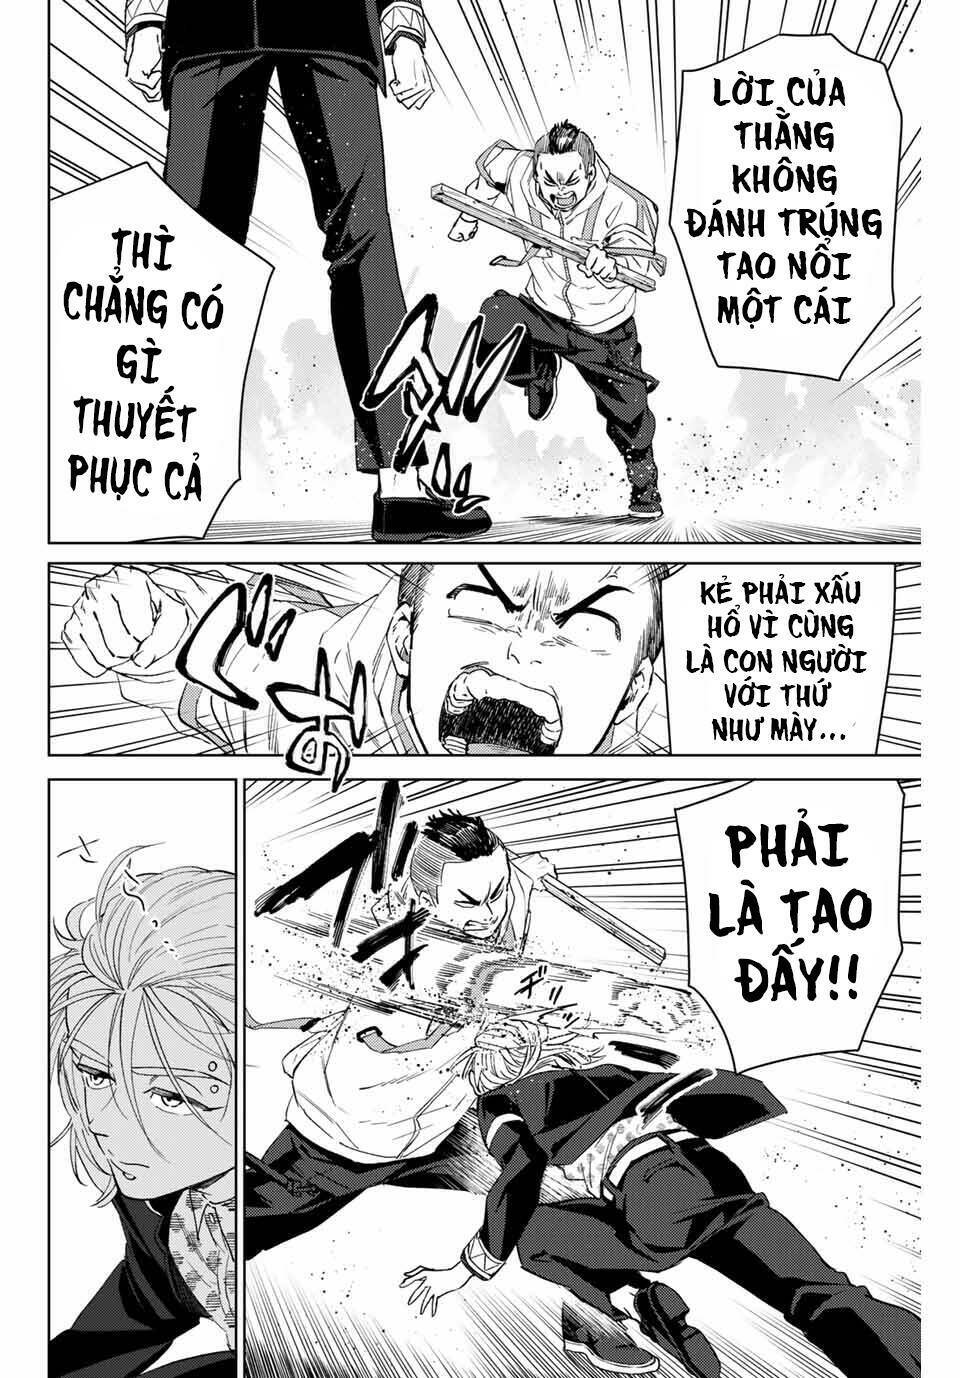 LỜI CỦA
THẰNG
KHÔNG
ĐÁNH TRÚNG
TAO NỔI
MỘT CÁI
THÌ
CHẲNG CÓ
GÌ
THUYẾT
PHỤC CẢ
KẺ PHẢI XẤU
HỔ VÌ CÙNG
LÀ CON NGƯỜI
VỚI THỨ
NHƯ MÀY...
PHẢI
LÀ TAO
ĐẤY!!